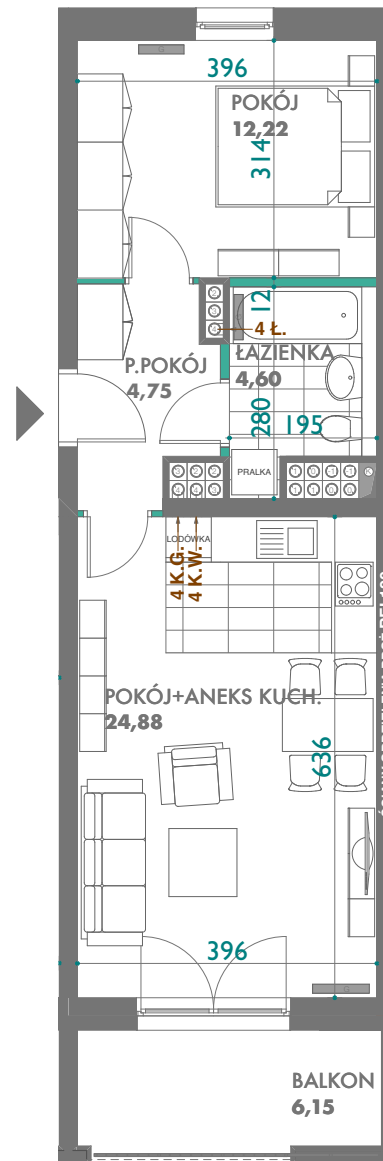 396
POKÓJ
12,22
314
12
4 Ł.
ŁAZIENKA
4,60
P.POKÓJ
4,75
280
195
PRALKA
LODÓWKA
4 K.G.
4 K.W.
POKÓJ+ANEKS KUCH.
24,88
636
396
BALKON
6,15